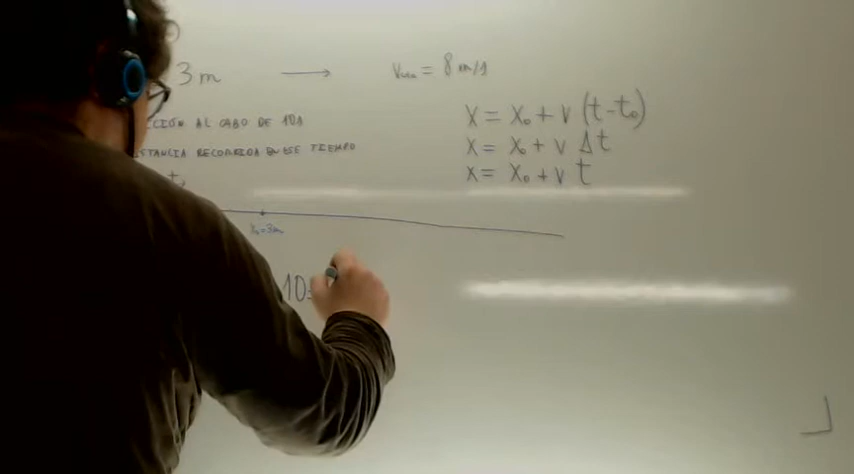 3 m → v = 8 m/s
CIÓN AL CABO DE 10s
X = X₀ + v (t - t₀)
X = X₀ + v Δt
STANCIA RECORRIDA EN ESE TIEMPO
X = X₀ + v t
X₀=3m
10